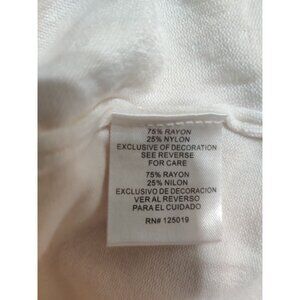 75% RAYON
25% NYLON
EXCLUSIVE OF DECORATION
SEE REVERSE
FOR CARE
75% RAYON
25% NILON
EXCLUSIVO DE DECORACION
VER AL REVERSO
PARA EL CUIDADO
RN# 125019